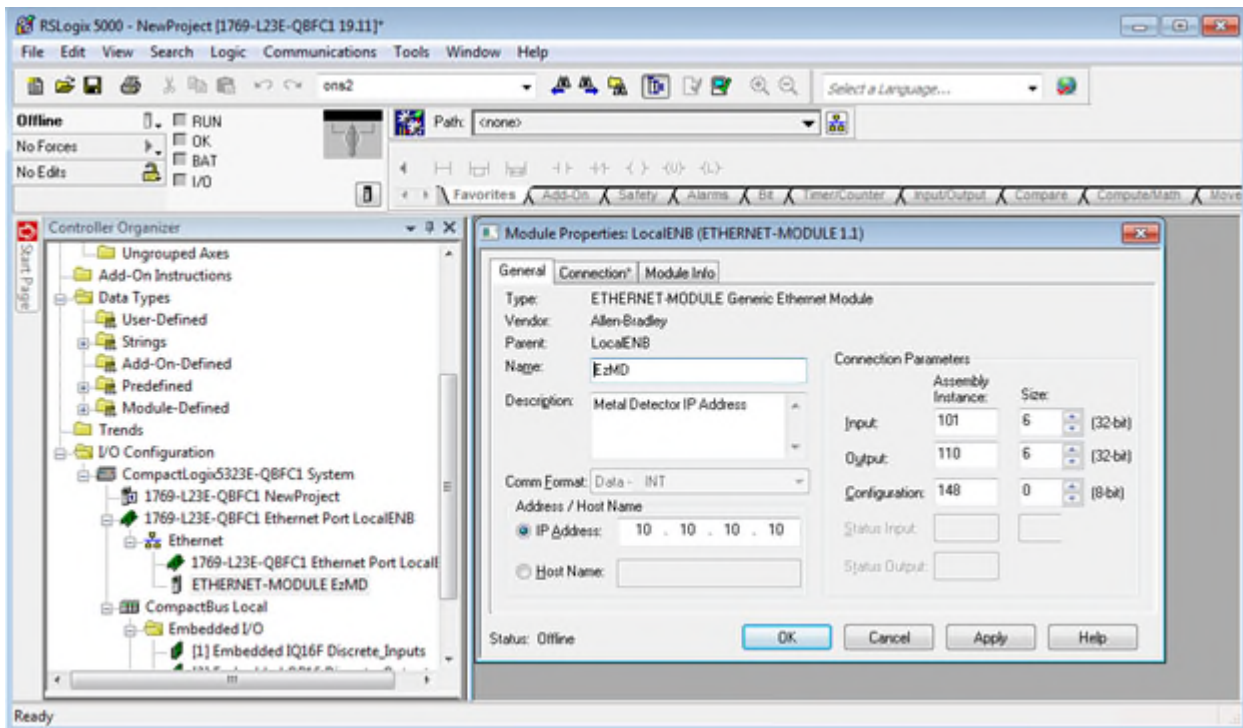 RSLogix 5000 - NewProject [1769-L23E-QBFC1 19.11]*
File Edit View Search Logic Communications Tools Window Help
ons2
Select a Language...
Offline
RUN
Path: <none>
No Forces
OK
BAT
No Edits
I/O
Favorites Add-On Safety Alarms Bit Timer/Counter Input/Output Compare Compute/Math Move
Start Page
Controller Organizer
Ungrouped Axes
Add-On Instructions
Data Types
User-Defined
Strings
Add-On-Defined
Predefined
Module-Defined
Trends
I/O Configuration
CompactLogix5323E-QBFC1 System
1769-L23E-QBFC1 NewProject
1769-L23E-QBFC1 Ethernet Port LocalENB
Ethernet
1769-L23E-QBFC1 Ethernet Port LocalE
ETHERNET-MODULE EzMD
CompactBus Local
Embedded I/O
[1] Embedded IQ16F Discrete_Inputs
Module Properties: LocalENB (ETHERNET-MODULE 1.1)
General Connection* Module Info
Type: ETHERNET-MODULE Generic Ethernet Module
Vendor: Allen-Bradley
Parent: LocalENB
Name: EzMD
Description: Metal Detector IP Address
Comm Format: Data - INT
Address / Host Name
IP Address: 10 . 10 . 10 . 10
Host Name:
Connection Parameters
Assembly Instance: Size:
Input: 101 6 (32-bit)
Output: 110 6 (32-bit)
Configuration: 148 0 (8-bit)
Status Input:
Status Output:
Status: Offline
OK Cancel Apply Help
Ready